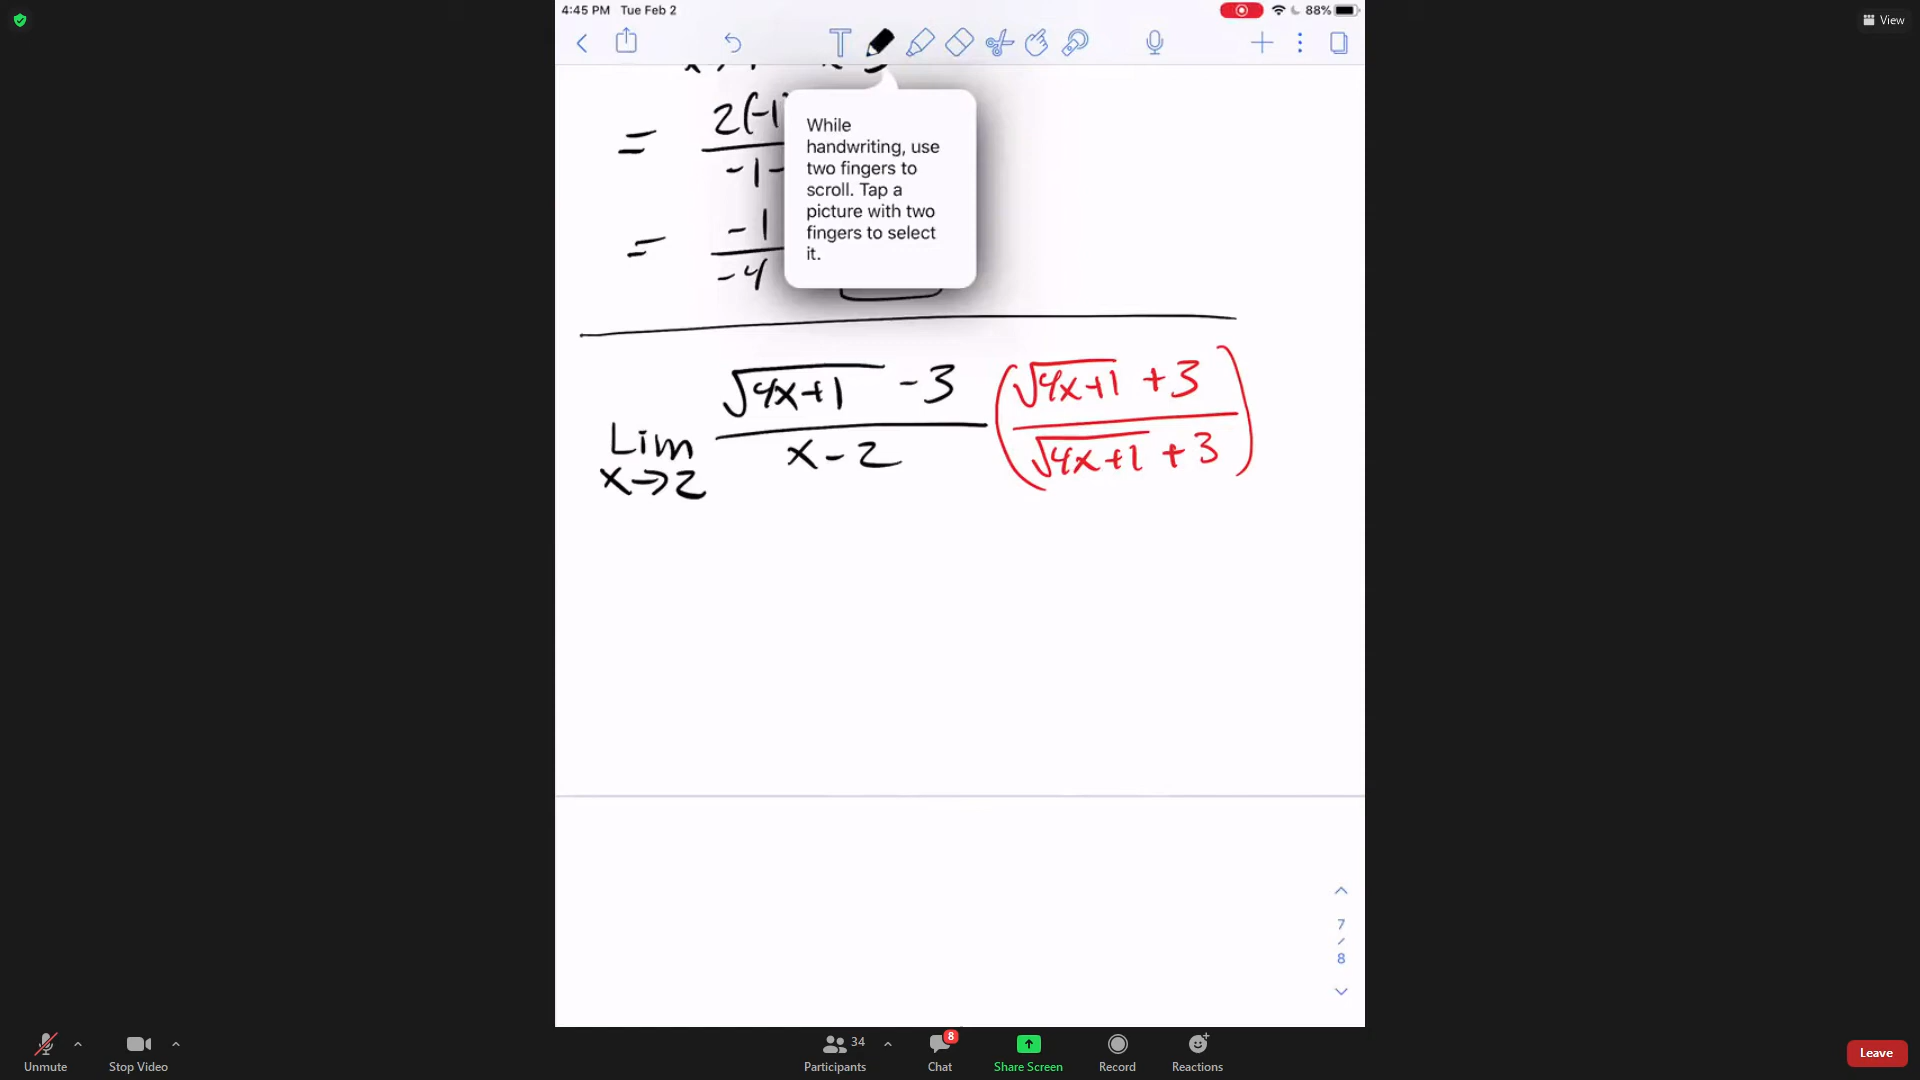 4:45 PM Tue Feb 2
88%
View
T
= 2(-1
-1-
While
handwriting, use
two fingers to
scroll. Tap a
picture with two
fingers to select
it.
= -1
-4
Lim
x→2
√4x+1 -3
x-2
(√4x+1 +3
√4x+1 +3)
7
/
8
Unmute
Stop Video
34
Participants
8
Chat
Share Screen
Record
Reactions
Leave